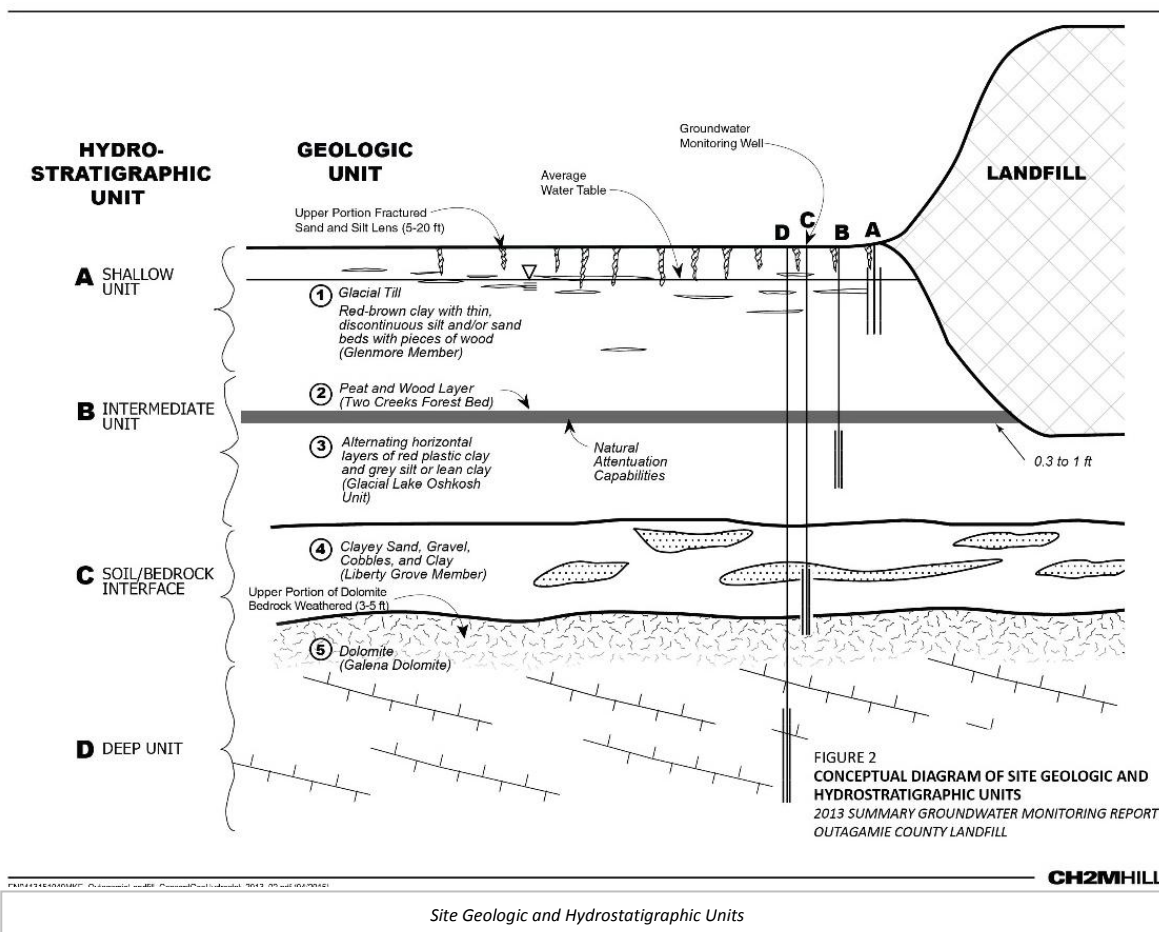 HYDRO-
STRATIGRAPHIC
UNIT
GEOLOGIC
UNIT
Groundwater
Monitoring Well
LANDFILL
Average
Water Table
Upper Portion Fractured
Sand and Silt Lens (5-20 ft)
D C B A
A SHALLOW
UNIT
1 Glacial Till
Red-brown clay with thin,
discontinuous silt and/or sand
beds with pieces of wood
(Glenmore Member)
B INTERMEDIATE
UNIT
2 Peat and Wood Layer
(Two Creeks Forest Bed)
3 Alternating horizontal
layers of red plastic clay
and grey silt or lean clay
(Glacial Lake Oshkosh
Unit)
Natural
Attentuation
Capabilities
0.3 to 1 ft
C SOIL/BEDROCK
INTERFACE
4 Clayey Sand, Gravel,
Cobbles, and Clay
(Liberty Grove Member)
Upper Portion of Dolomite
Bedrock Weathered (3-5 ft)
5 Dolomite
(Galena Dolomite)
D DEEP UNIT
FIGURE 2
CONCEPTUAL DIAGRAM OF SITE GEOLOGIC AND
HYDROSTRATIGRAPHIC UNITS
2013 SUMMARY GROUNDWATER MONITORING REPORT
OUTAGAMIE COUNTY LANDFILL
CH2MHILL
Site Geologic and Hydrostatigraphic Units